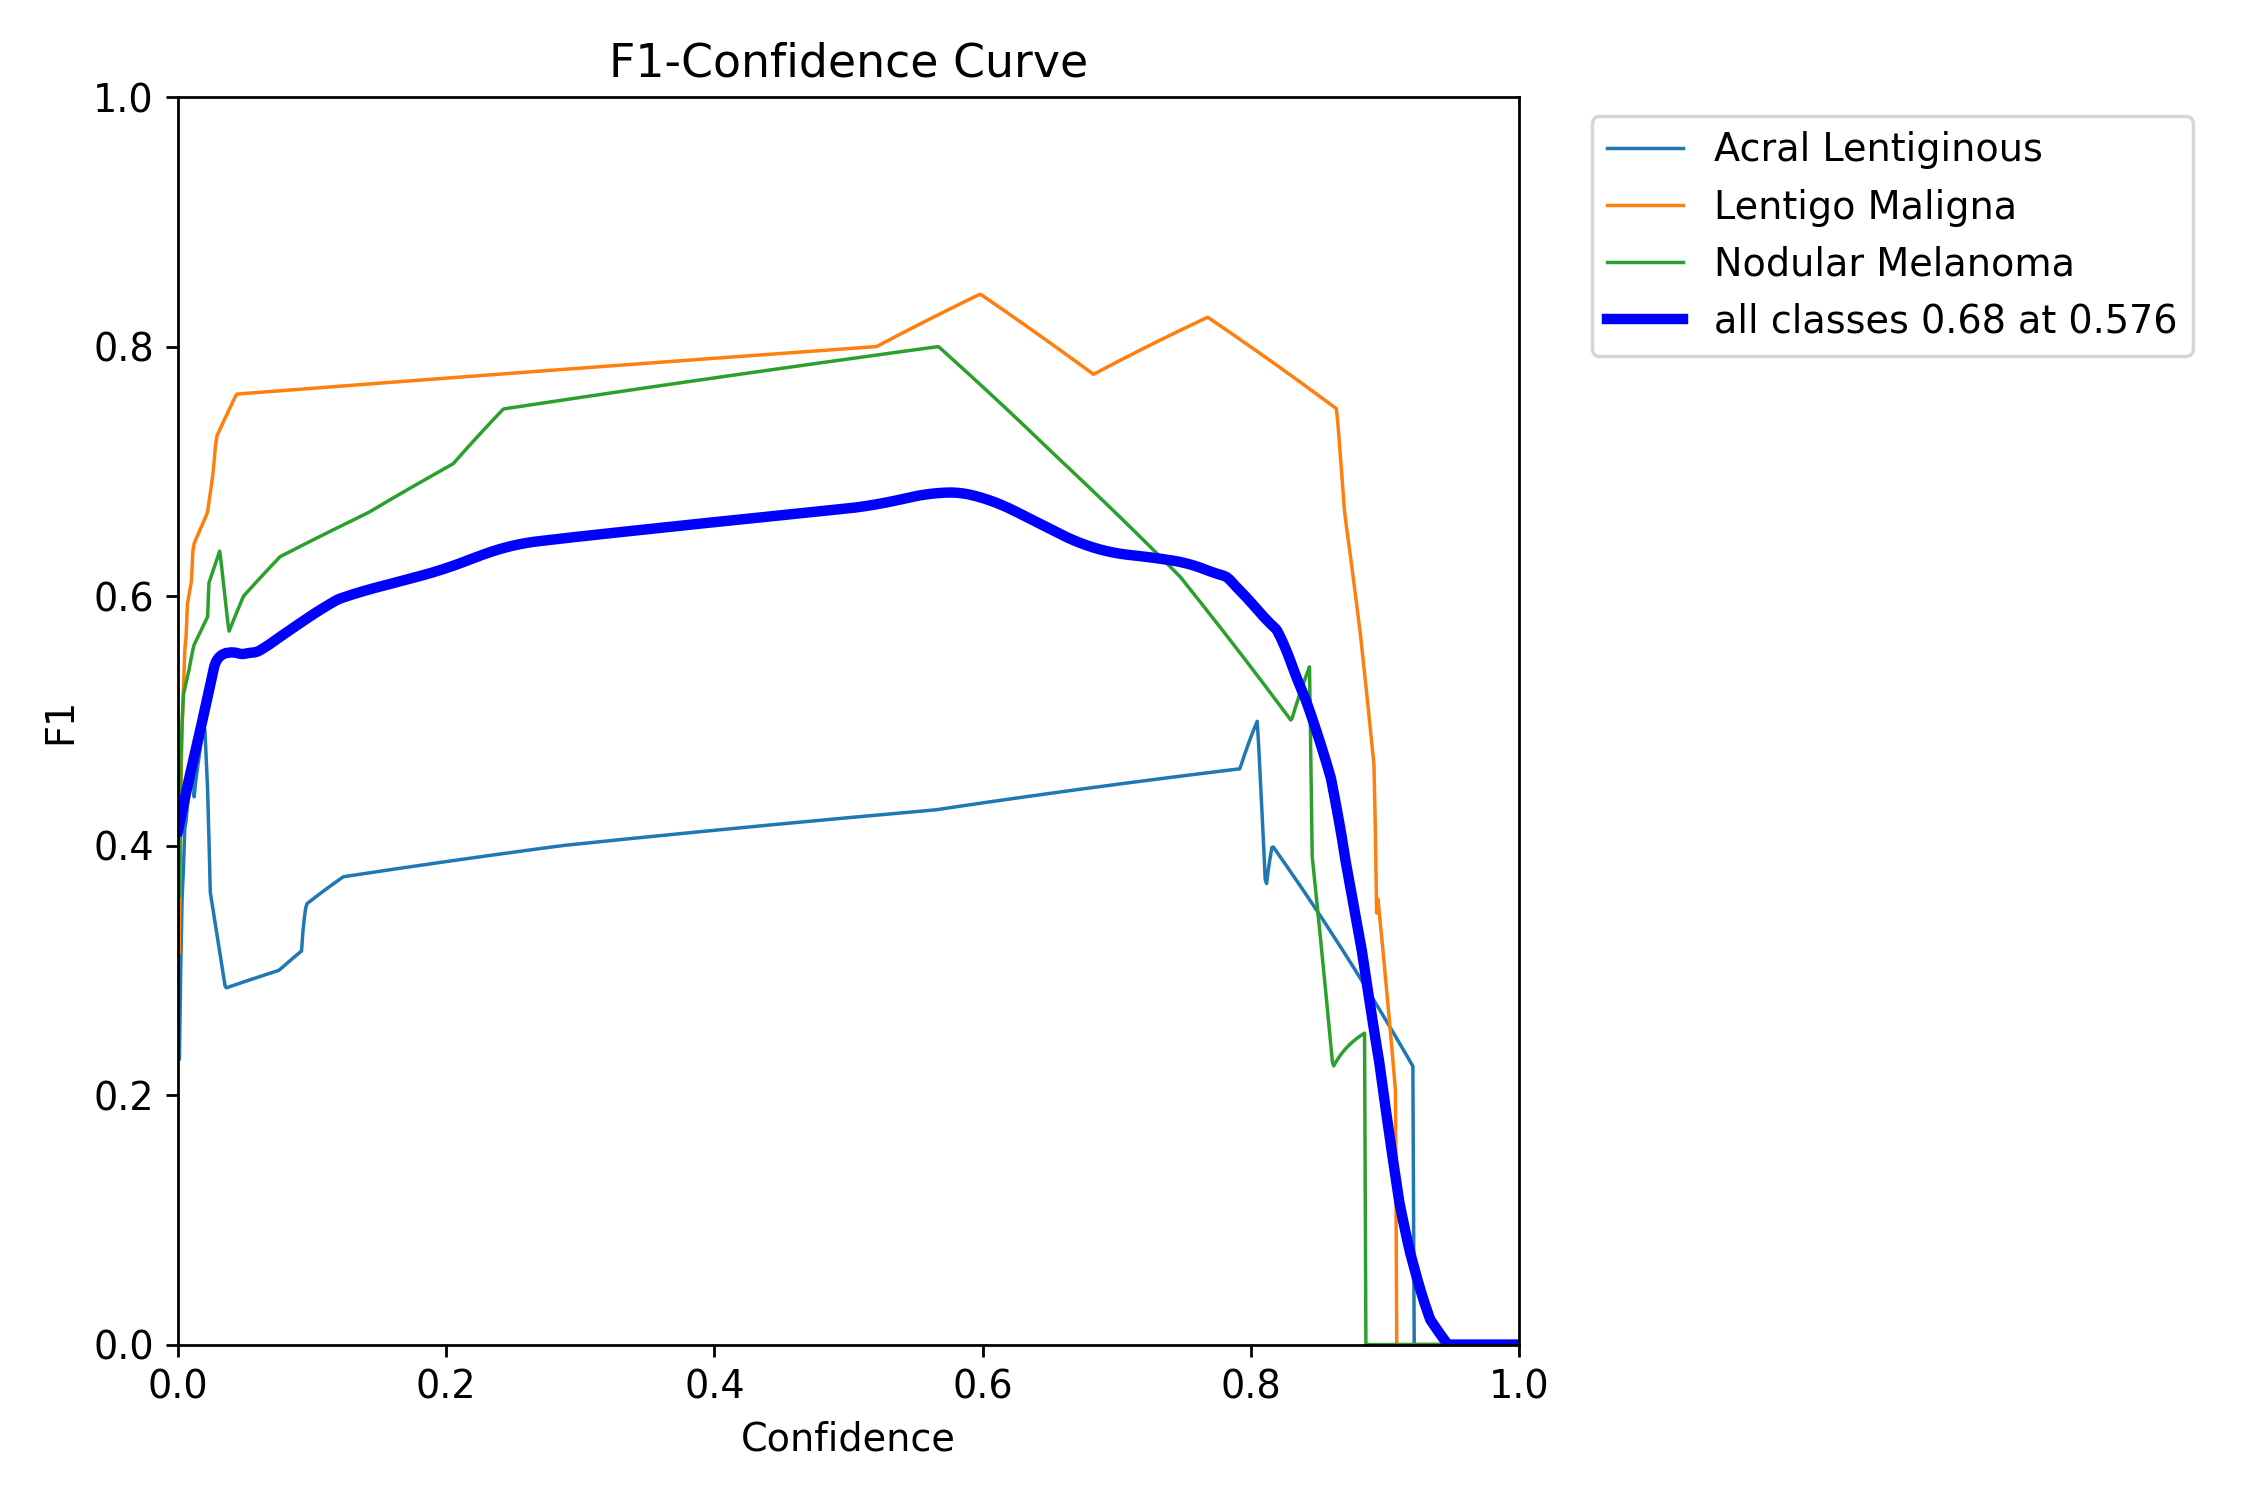 F1-Confidence Curve
1.0
0.8
0.6
0.4
0.2
0.0
F1
0.0 0.2 0.4 0.6 0.8 1.0
Confidence
Acral Lentiginous
Lentigo Maligna
Nodular Melanoma
all classes 0.68 at 0.576